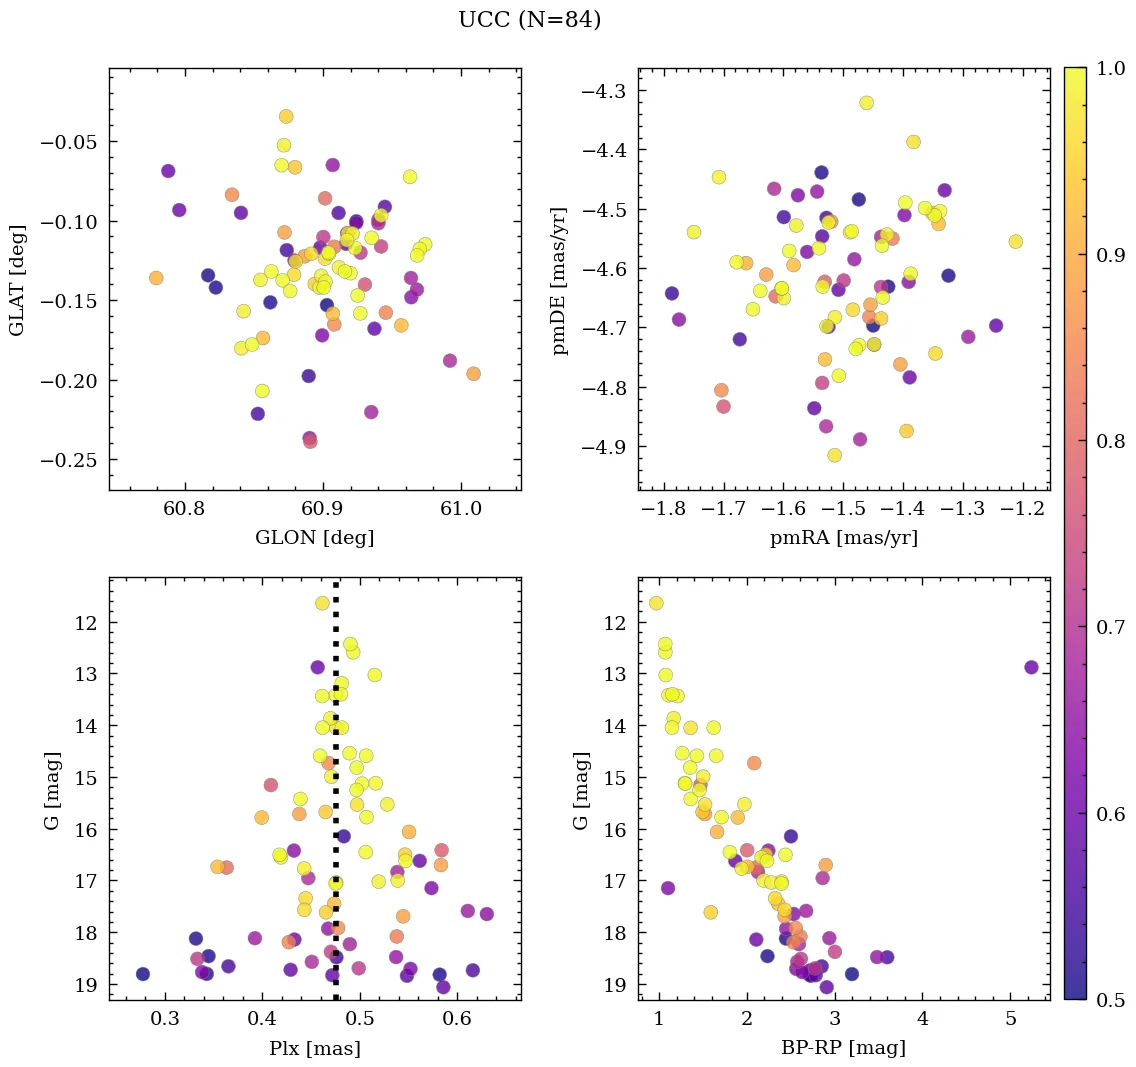 UCC (N=84)
−0.05
−0.10
−0.15
−0.20
−0.25
GLAT [deg]
60.8 60.9 61.0
GLON [deg]
−4.3
−4.4
−4.5
−4.6
−4.7
−4.8
−4.9
pmDE [mas/yr]
−1.8 −1.7 −1.6 −1.5 −1.4 −1.3 −1.2
pmRA [mas/yr]
1.0
0.9
0.8
0.7
0.6
0.5
12
13
14
15
16
17
18
19
G [mag]
0.3 0.4 0.5 0.6
Plx [mas]
12
13
14
15
16
17
18
19
G [mag]
1 2 3 4 5
BP-RP [mag]